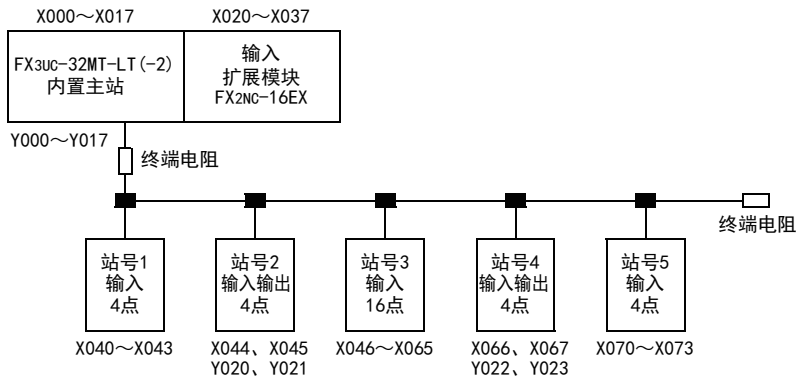 X000～X017
X020～X037
FX3UC-32MT-LT(-2)
内置主站
输入
扩展模块
FX2NC-16EX
Y000～Y017
终端电阻
终端电阻
站号1
输入
4点
站号2
输入输出
4点
站号3
输入
16点
站号4
输入输出
4点
站号5
输入
4点
X040～X043
X044、X045
Y020、Y021
X046～X065
X066、X067
Y022、Y023
X070～X073